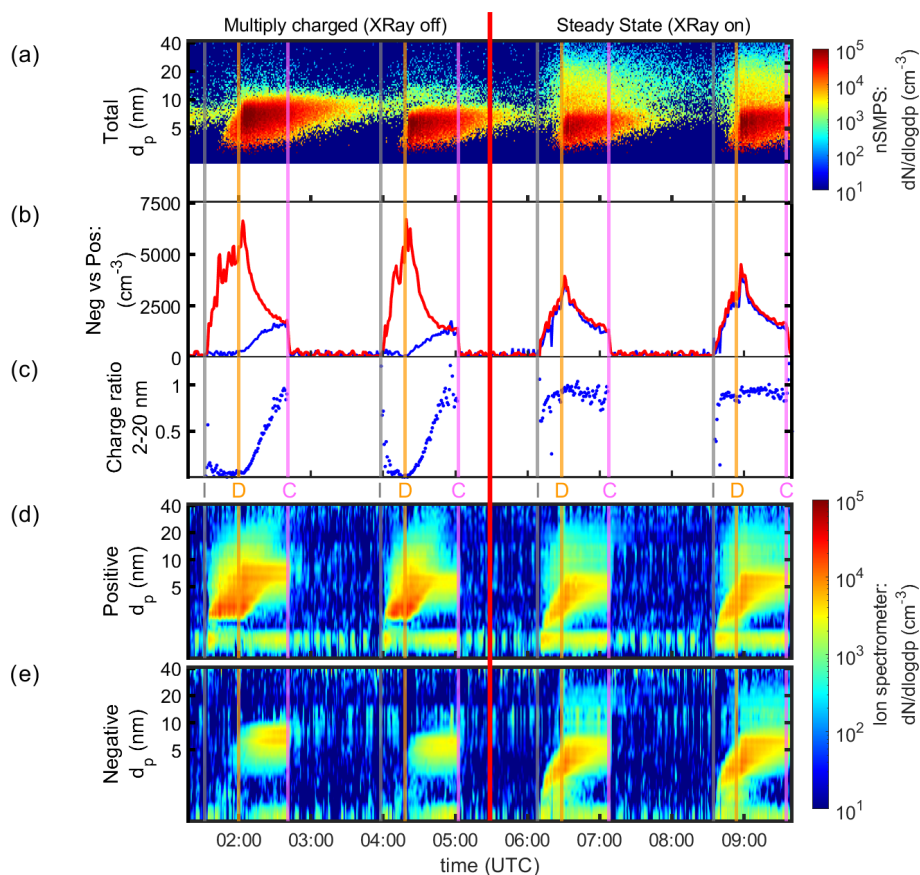 Multiply charged (XRay off)
Steady State (XRay on)
(a)
Total
d_p (nm)
40
20
10
5
10^5
10^4
10^3
10^2
10^1
nSMPS:
dN/dlogdp (cm^-3)
(b)
Neg vs Pos:
(cm^-3)
7500
5000
2500
0
(c)
Charge ratio
2-20 nm
1
0.5
I D C I D C I D C I D C
(d)
Positive
d_p (nm)
40
20
10
5
(e)
Negative
d_p (nm)
40
20
10
5
10^5
10^4
10^3
10^2
10^1
Ion spectrometer:
dN/dlogdp (cm^-3)
02:00 03:00 04:00 05:00 06:00 07:00 08:00 09:00
time (UTC)